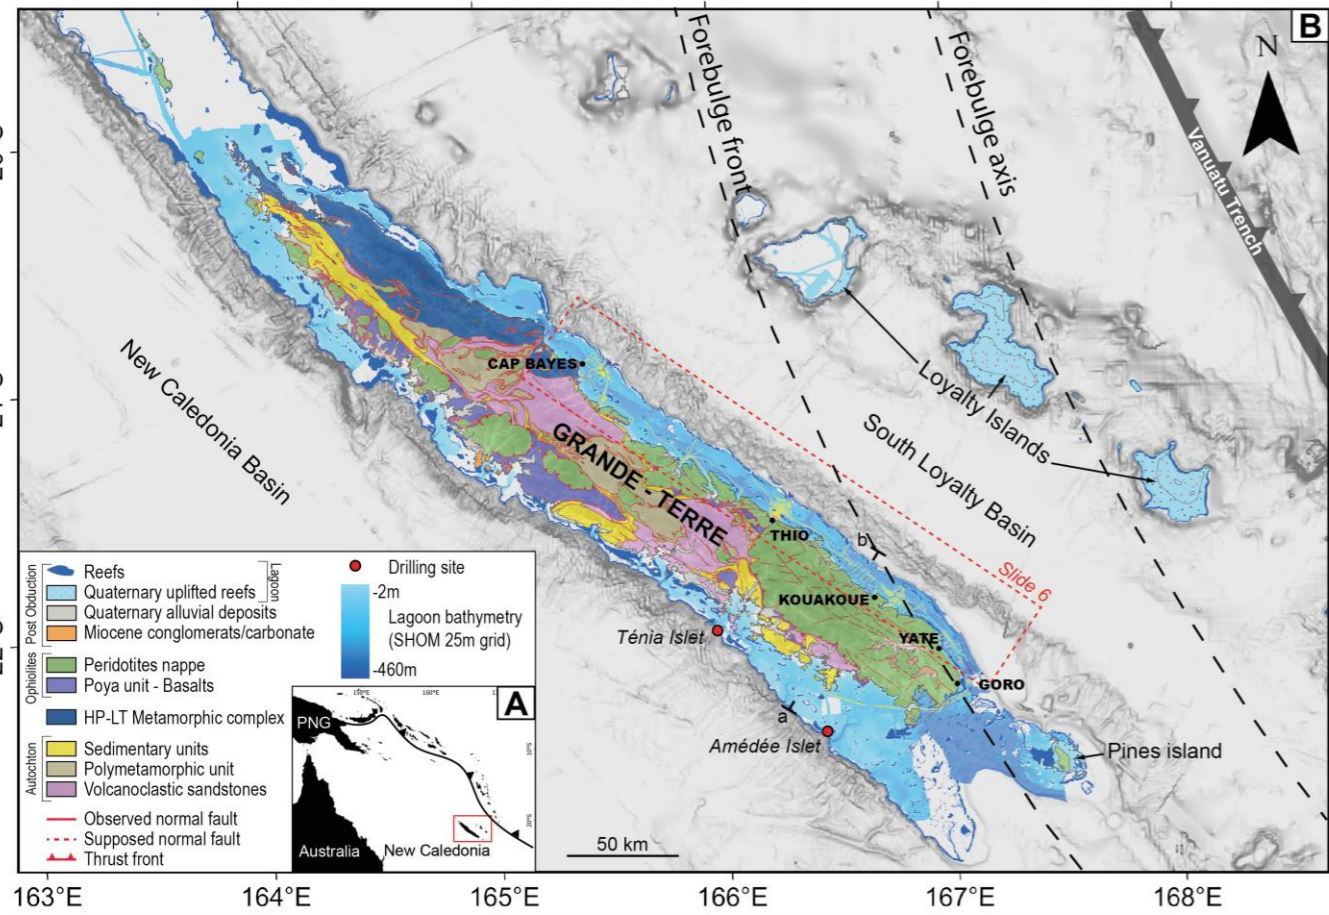 B
N
Forebulge front
Forebulge axis
Vanuatu Trench
New Caledonia Basin
CAP BAYES
GRANDE - TERRE
Loyalty Islands
South Loyalty Basin
THIO
b
Slide 6
KOUAKOUE
Ténia Islet
YATE
GORO
a
Amédée Islet
Pines island
50 km
Post Obduction
Lagoon
Reefs
Quaternary uplifted reefs
Quaternary alluvial deposits
Miocene conglomerats/carbonate
Ophiolites
Peridotites nappe
Poya unit - Basalts
HP-LT Metamorphic complex
Autochton
Sedimentary units
Polymetamorphic unit
Volcanoclastic sandstones
Observed normal fault
Supposed normal fault
Thrust front
Drilling site
-2m
Lagoon bathymetry
(SHOM 25m grid)
-460m
A
150°E
160°E
10°S
20°S
PNG
Australia
New Caledonia
163°E
164°E
165°E
166°E
167°E
168°E